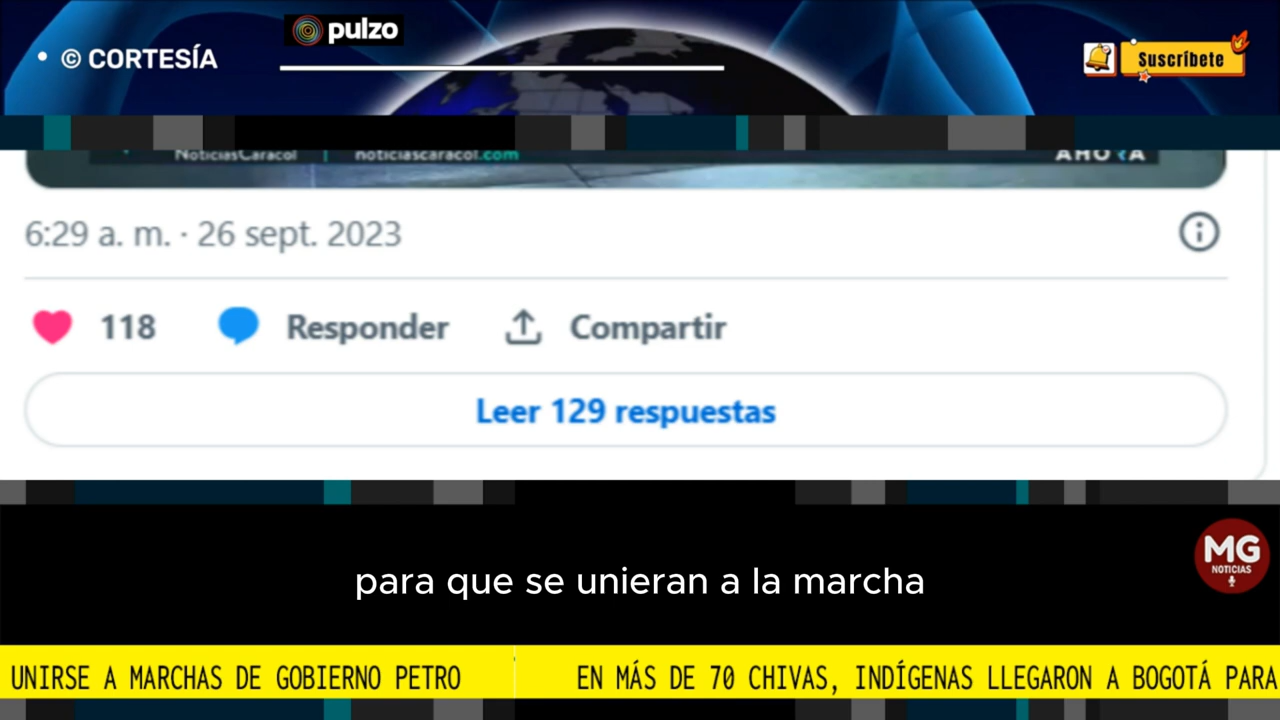 pulzo
© CORTESÍA
Suscríbete
NoticiasCaracol | noticiascaracol.com
AHORA
6:29 a. m. · 26 sept. 2023
118 Responder Compartir
Leer 129 respuestas
MG
NOTICIAS
para que se unieran a la marcha
UNIRSE A MARCHAS DE GOBIERNO PETRO EN MÁS DE 70 CHIVAS, INDÍGENAS LLEGARON A BOGOTÁ PARA